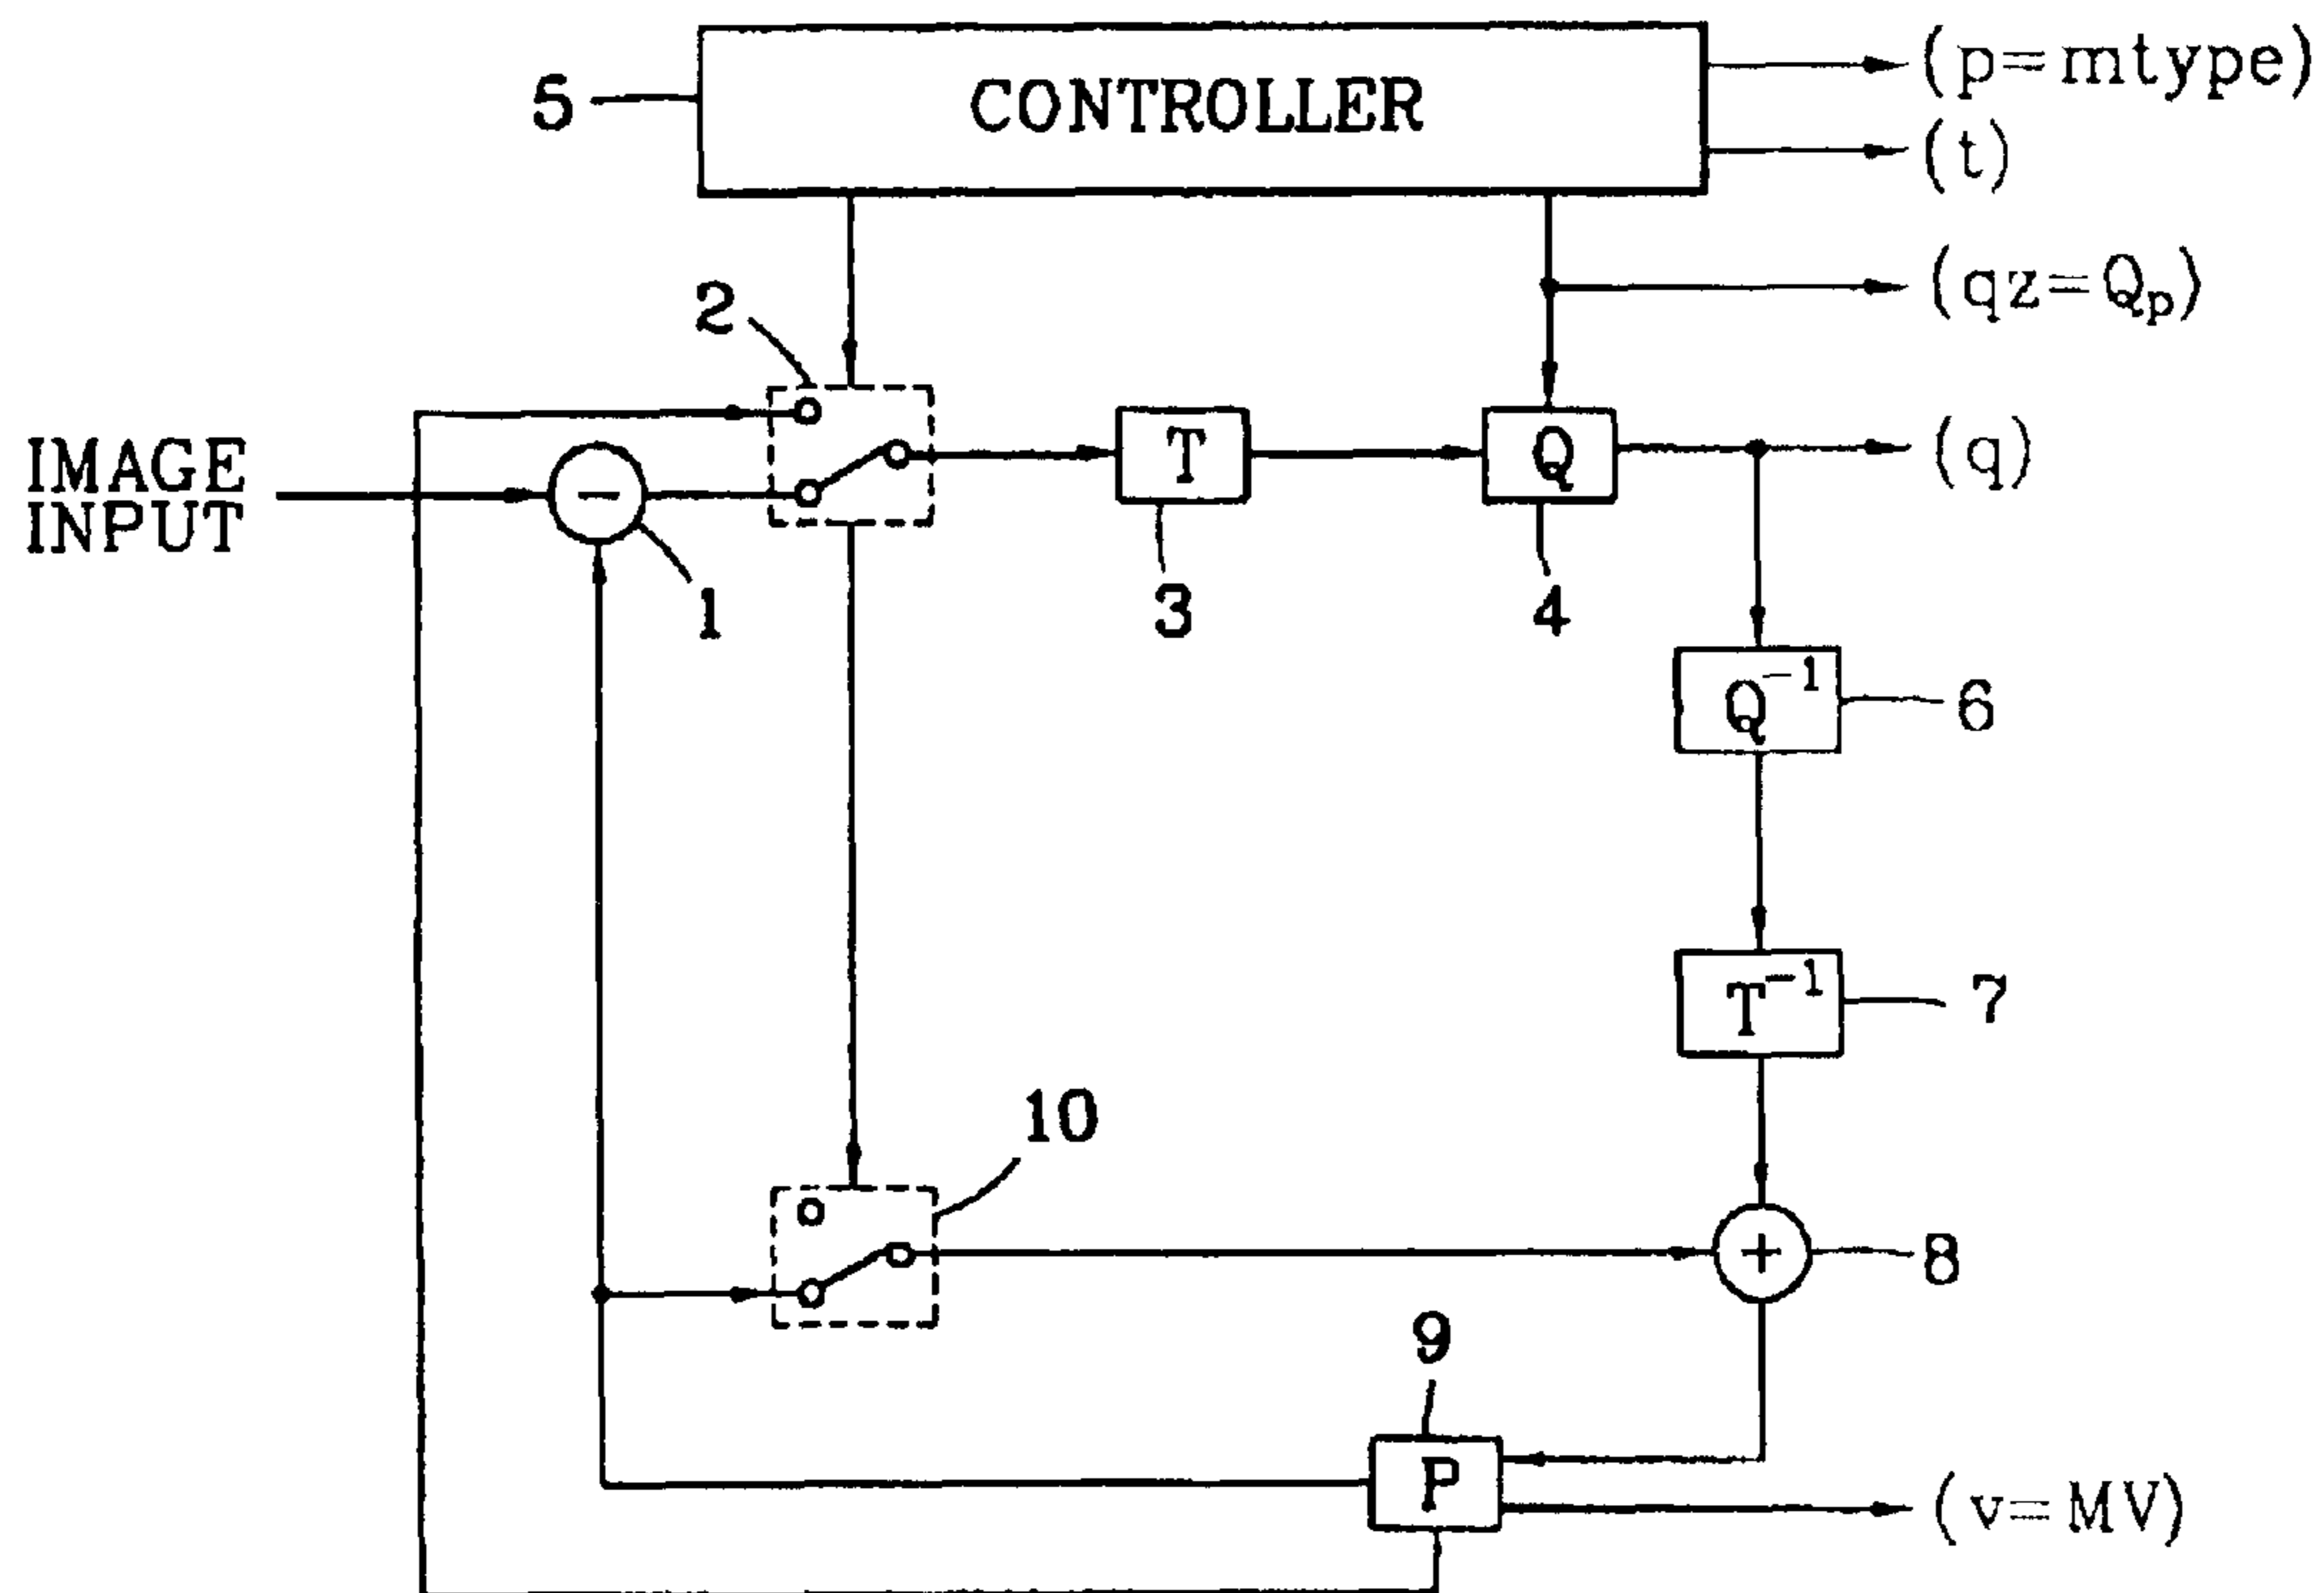 CONTROLLER
5
(p=mtype)
(t)
(qz=Qp)
2
IMAGE
INPUT
−
1
T
3
Q
4
(q)
Q⁻¹
6
T⁻¹
7
10
+
8
9
P
(v=MV)